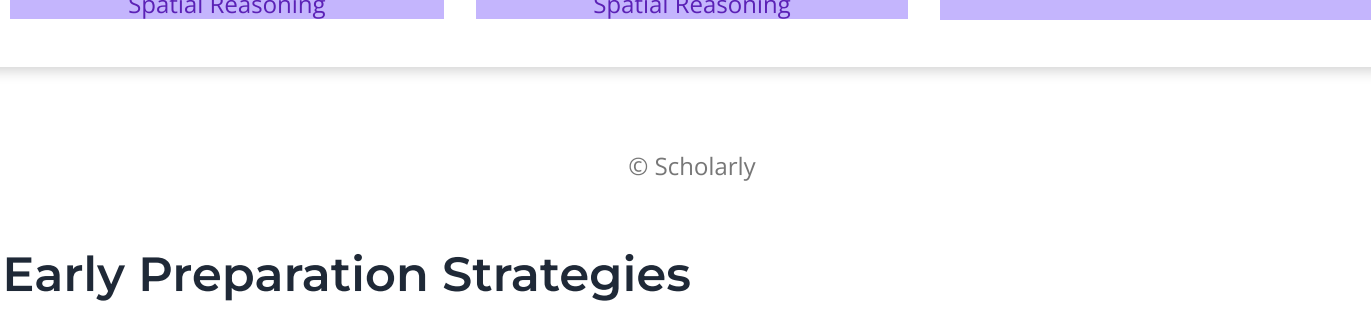 Spatial Reasoning
Spatial Reasoning
© Scholarly
Early Preparation Strategies